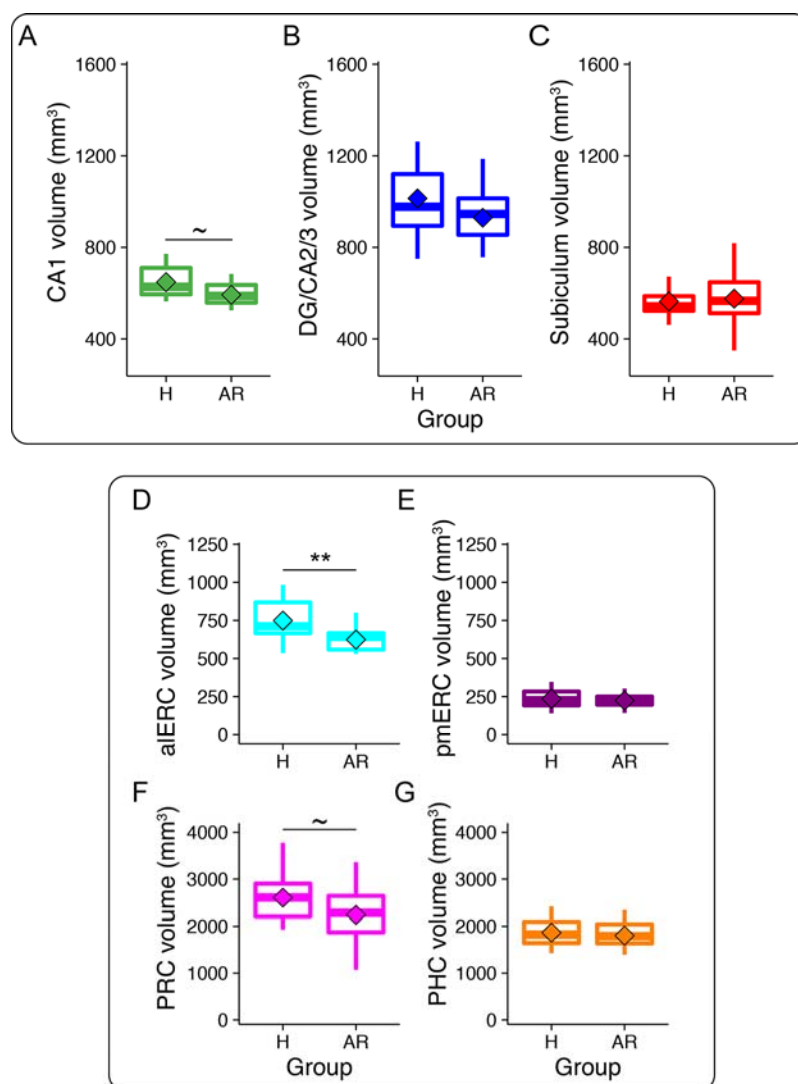 A
CA1 volume (mm³)
1600
1200
800
400
~
H AR
B
DG/CA2/3 volume (mm³)
1600
1200
800
400
H AR
C
Subiculum volume (mm³)
1600
1200
800
400
H AR
Group
D
alERC volume (mm³)
1250
1000
750
500
250
0
**
H AR
E
pmERC volume (mm³)
1250
1000
750
500
250
0
H AR
F
PRC volume (mm³)
4000
3000
2000
1000
0
~
H AR
Group
G
PHC volume (mm³)
4000
3000
2000
1000
0
H AR
Group